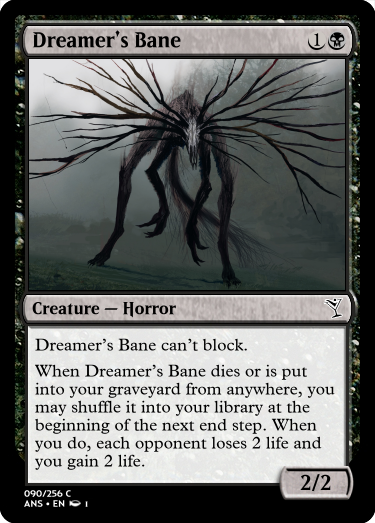 Dreamer's Bane 1
Creature — Horror
Dreamer's Bane can't block.
When Dreamer's Bane dies or is put
into your graveyard from anywhere, you
may shuffle it into your library at the
beginning of the next end step. When
you do, each opponent loses 2 life and
you gain 2 life.
2/2
090/256 C
ANS • EN 1